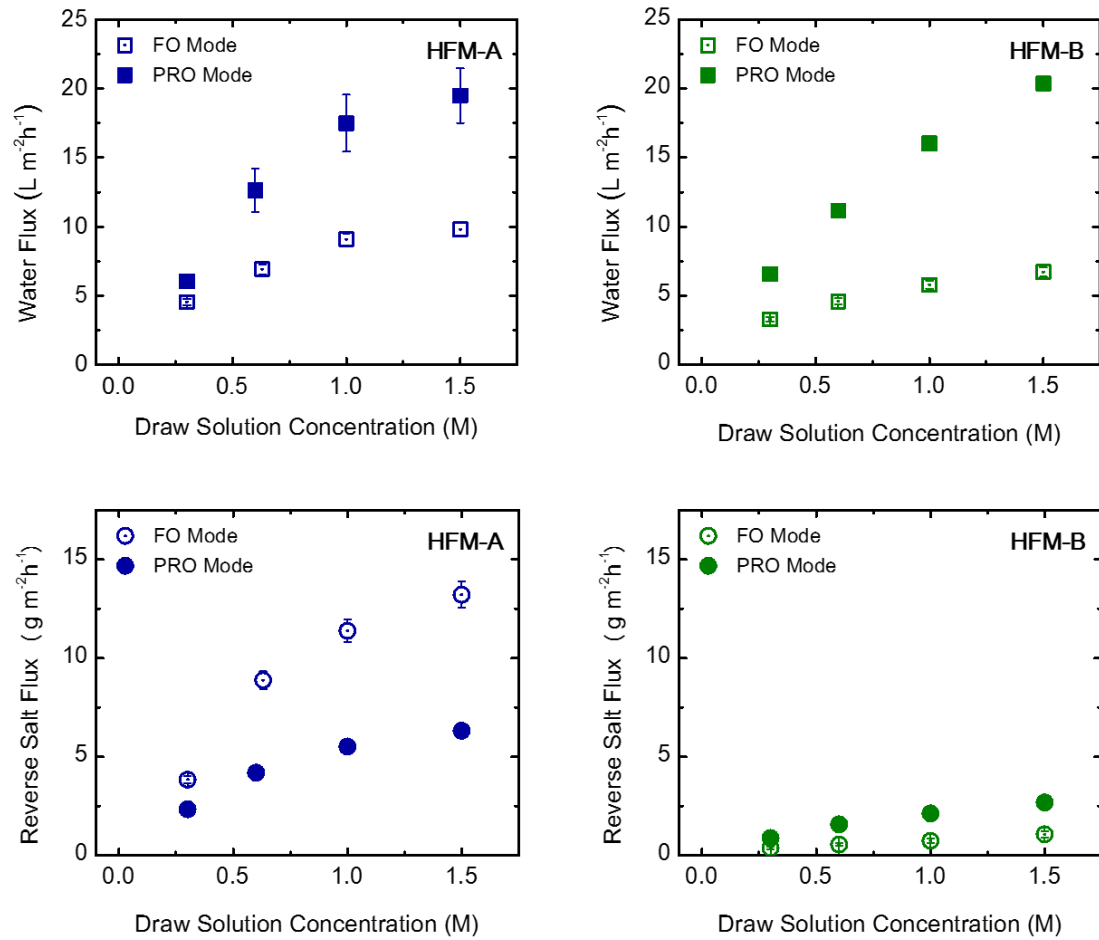 HFM-A
FO Mode
PRO Mode
25
20
15
10
5
0
0.0 0.5 1.0 1.5
Water Flux (L m⁻²h⁻¹)
Draw Solution Concentration (M)
HFM-B
FO Mode
PRO Mode
25
20
15
10
5
0
0.0 0.5 1.0 1.5
Water Flux (L m⁻²h⁻¹)
Draw Solution Concentration (M)
HFM-A
FO Mode
PRO Mode
15
10
5
0
0.0 0.5 1.0 1.5
Reverse Salt Flux ( g m⁻²h⁻¹)
Draw Solution Concentration (M)
HFM-B
FO Mode
PRO Mode
15
10
5
0
0.0 0.5 1.0 1.5
Reverse Salt Flux ( g m⁻²h⁻¹)
Draw Solution Concentration (M)